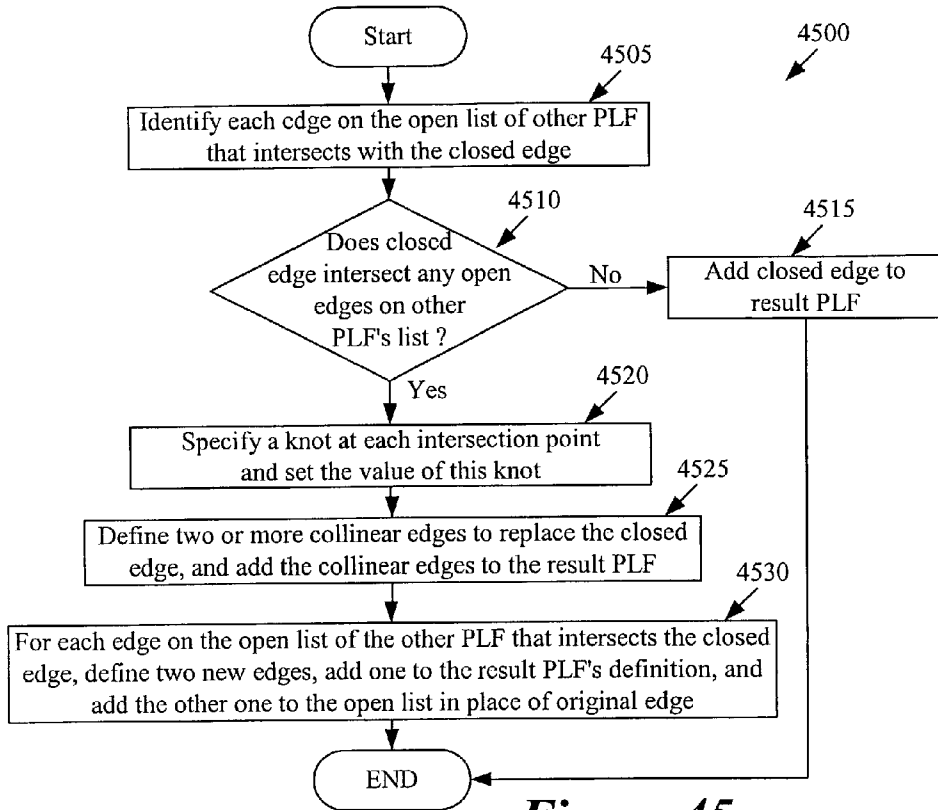 Start
4500
4505
Identify each edge on the open list of other PLF
that intersects with the closed edge
4510
Does closed
edge intersect any open
edges on other
PLF's list ?
No
4515
Add closed edge to
result PLF
Yes
4520
Specify a knot at each intersection point
and set the value of this knot
4525
Define two or more collinear edges to replace the closed
edge, and add the collinear edges to the result PLF
4530
For each edge on the open list of the other PLF that intersects the closed
edge, define two new edges, add one to the result PLF's definition, and
add the other one to the open list in place of original edge
END